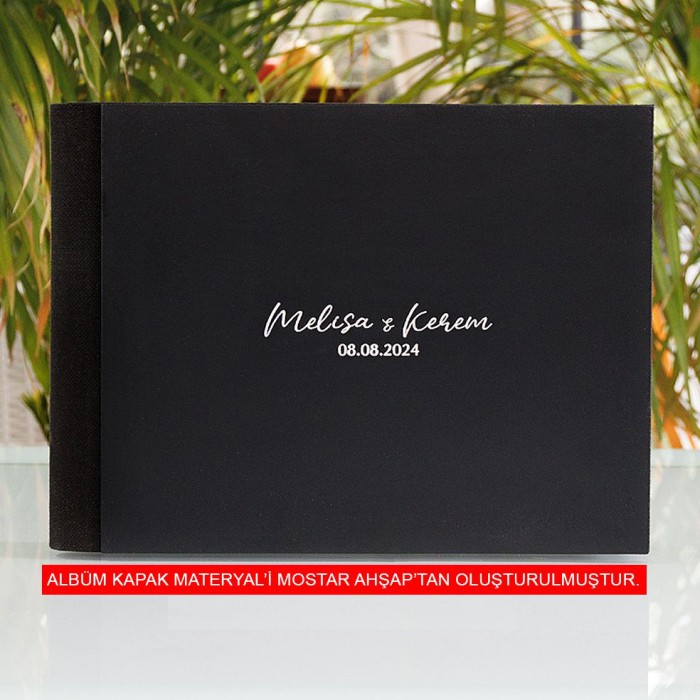 Melisa & Kerem
08.08.2024
ALBÜM KAPAK MATERYAL'İ MOSTAR AHŞAP'TAN OLUŞTURULMUŞTUR.